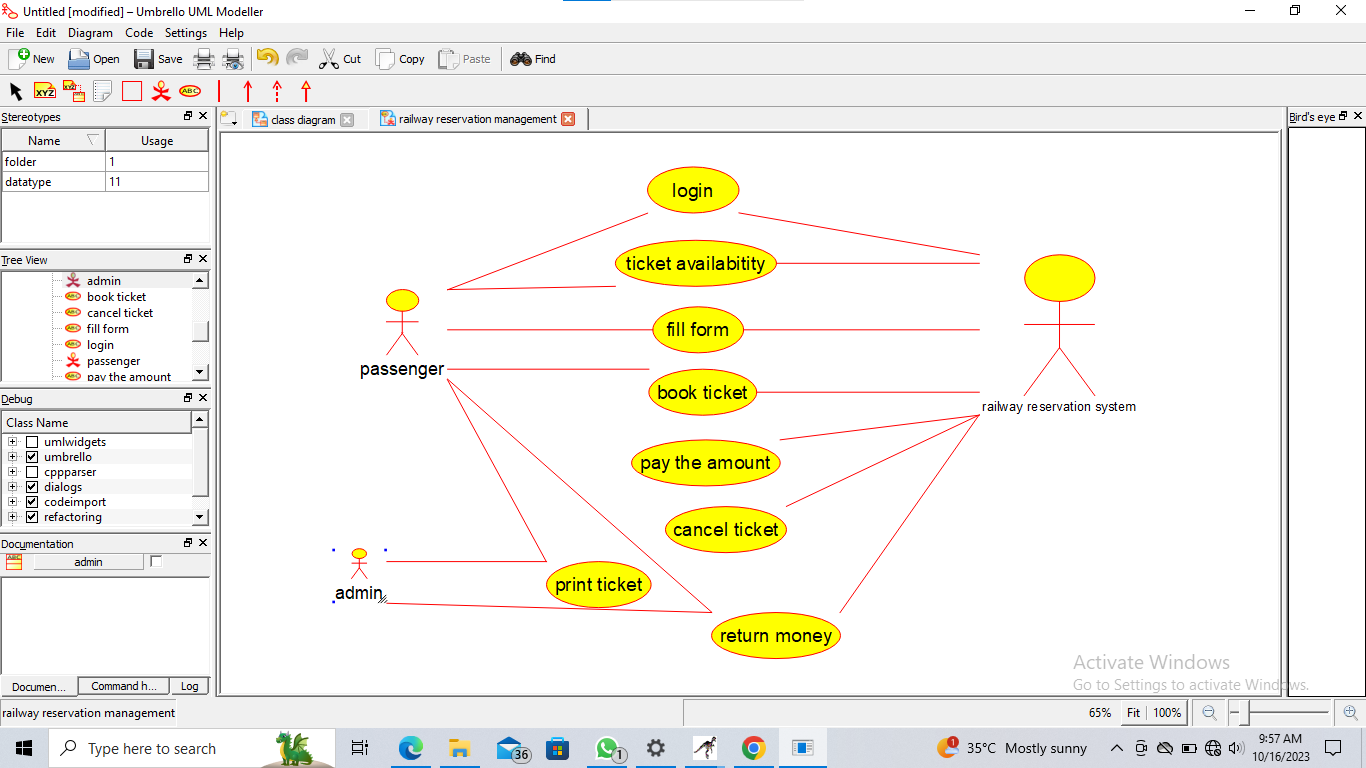 Untitled [modified] – Umbrello UML Modeller
File Edit Diagram Code Settings Help
New Open Save Cut Copy Paste Find
XYZ XYZ ABC
Stereotypes
class diagram railway reservation management
Bird's eye
Name Usage
folder 1
datatype 11
Tree View
admin
book ticket
cancel ticket
fill form
login
passenger
pay the amount
Debug
Class Name
umlwidgets
umbrello
cppparser
dialogs
codeimport
refactoring
Documentation
admin
Documen... Command h... Log
login
ticket availabitity
fill form
passenger
book ticket
railway reservation system
pay the amount
cancel ticket
print ticket
admin
return money
Activate Windows
Go to Settings to activate Windows.
railway reservation management
65% Fit 100%
Type here to search
36
1
1
35°C Mostly sunny
9:57 AM
10/16/2023